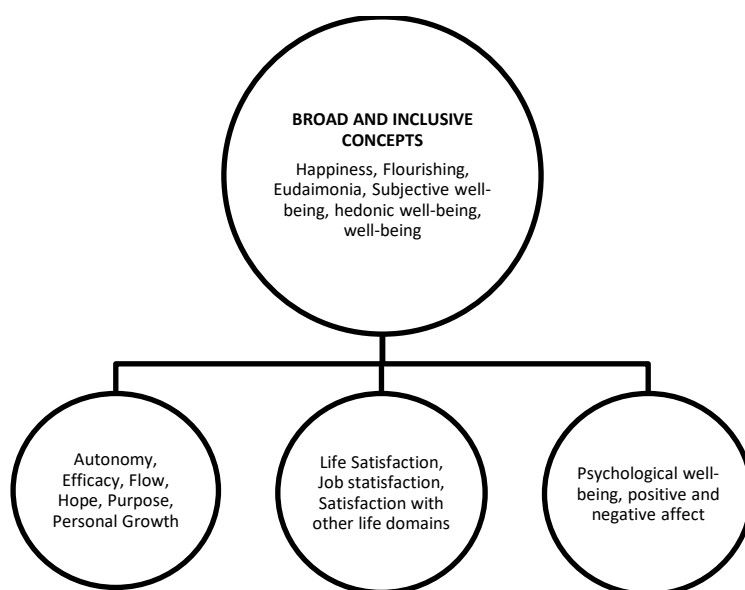 BROAD AND INCLUSIVE
CONCEPTS
Happiness, Flourishing,
Eudaimonia, Subjective well-
being, hedonic well-being,
well-being
Autonomy,
Efficacy, Flow,
Hope, Purpose,
Personal Growth
Life Satisfaction,
Job statisfaction,
Satisfaction with
other life domains
Psychological well-
being, positive and
negative affect